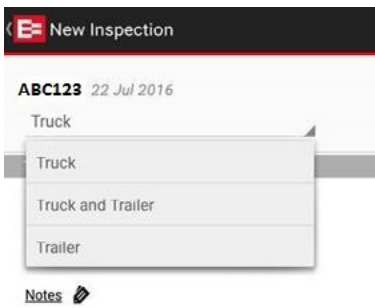 New Inspection
ABC123 22 Jul 2016
Truck
Truck
Truck and Trailer
Trailer
Notes